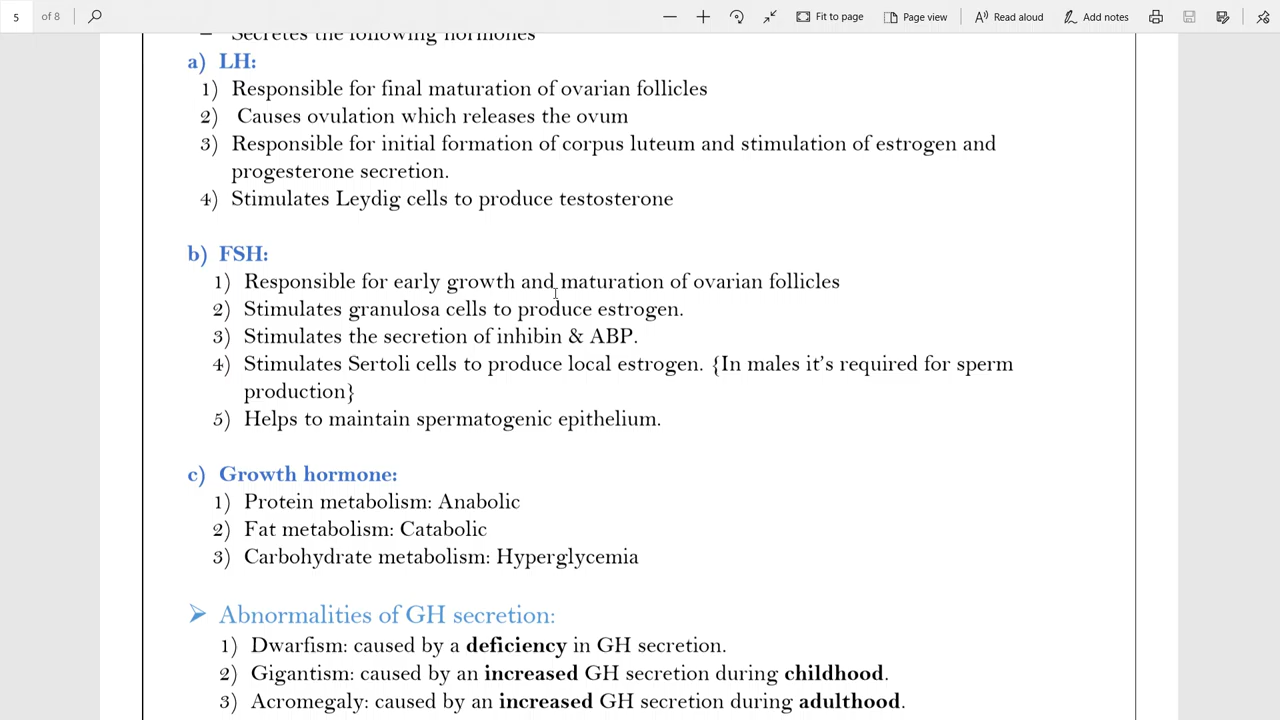 5 of 8 Fit to page Page view Read aloud Add notes
– Secretes the following hormones
a) LH:
1) Responsible for final maturation of ovarian follicles
2) Causes ovulation which releases the ovum
3) Responsible for initial formation of corpus luteum and stimulation of estrogen and
progesterone secretion.
4) Stimulates Leydig cells to produce testosterone
b) FSH:
1) Responsible for early growth and maturation of ovarian follicles
2) Stimulates granulosa cells to produce estrogen.
3) Stimulates the secretion of inhibin & ABP.
4) Stimulates Sertoli cells to produce local estrogen. {In males it's required for sperm
production}
5) Helps to maintain spermatogenic epithelium.
c) Growth hormone:
1) Protein metabolism: Anabolic
2) Fat metabolism: Catabolic
3) Carbohydrate metabolism: Hyperglycemia
➢ Abnormalities of GH secretion:
1) Dwarfism: caused by a deficiency in GH secretion.
2) Gigantism: caused by an increased GH secretion during childhood.
3) Acromegaly: caused by an increased GH secretion during adulthood.